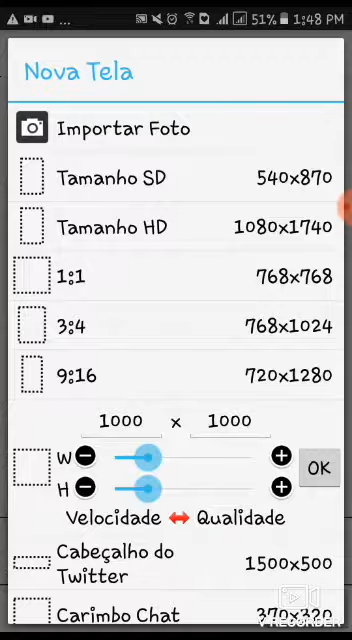 51% 1:48 PM
Nova Tela
Importar Foto
Tamanho SD 540x870
Tamanho HD 1080x1740
1:1 768x768
3:4 768x1024
9:16 720x1280
1000 x 1000
W
OK
H
Velocidade Qualidade
Cabeçalho do
Twitter 1500x500
Carimbo Chat 370x320
V RECORDER